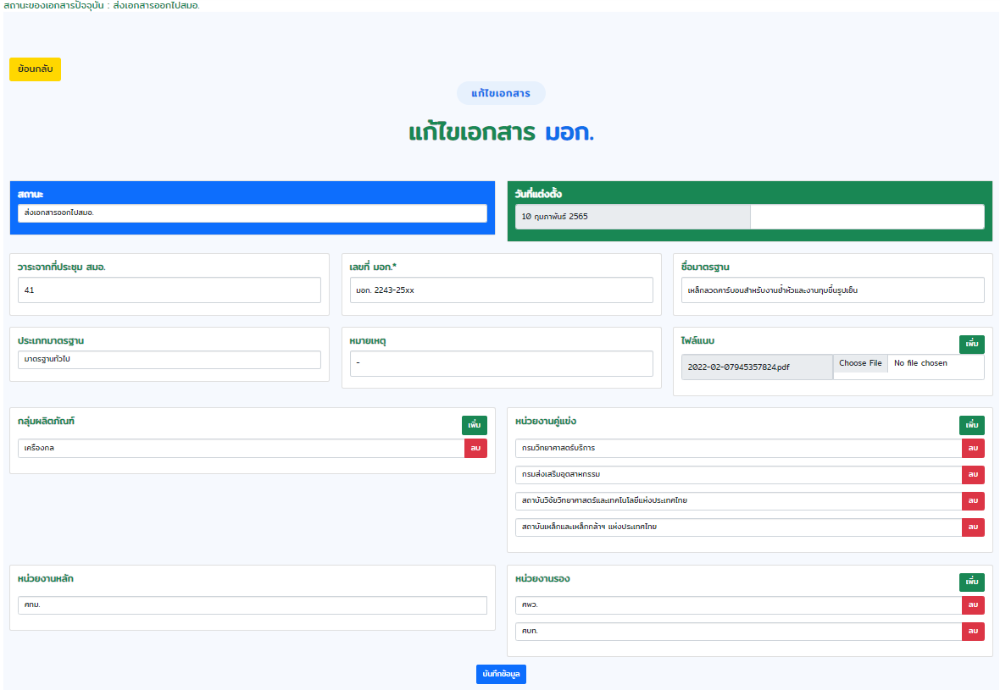 สถานะของเอกสารปัจจุบัน : ส่งเอกสารออกไปสมอ.
ย้อนกลับ
แก้ไขเอกสาร
แก้ไขเอกสาร มอก.
สถานะ
ส่งเอกสารออกไปสมอ.
วันที่แต่งตั้ง
10 กุมภาพันธ์ 2565
วาระจากที่ประชุม สมอ.
4.1
เลขที่ มอก.*
มอก. 2243-25xx
ชื่อมาตรฐาน
เหล็กลวดคาร์บอนสำหรับงานย้ำหัวและงานทุบขึ้นรูปเย็น
ประเภทมาตรฐาน
มาตรฐานทั่วไป
หมายเหตุ
-
ไฟล์แนบ
เพิ่ม
2022-02-07945357824.pdf Choose File No file chosen
กลุ่มผลิตภัณฑ์
เพิ่ม
เครื่องกล ลบ
หน่วยงานคู่แข่ง
เพิ่ม
กรมวิทยาศาสตร์บริการ ลบ
กรมส่งเสริมอุตสาหกรรม ลบ
สถาบันวิจัยวิทยาศาสตร์และเทคโนโลยีแห่งประเทศไทย ลบ
สถาบันเหล็กและเหล็กกล้าฯ แห่งประเทศไทย ลบ
หน่วยงานหลัก
ศทม.
หน่วยงานรอง
เพิ่ม
ศพว. ลบ
ศบท. ลบ
บันทึกข้อมูล